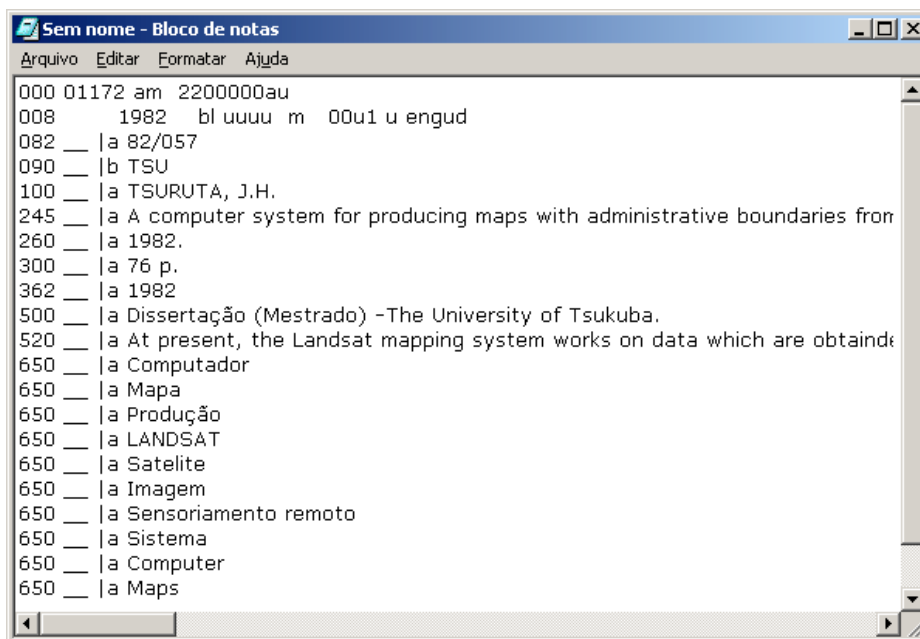 Sem nome - Bloco de notas
Arquivo Editar Formatar Ajuda
000 01172 am 2200000au
008 1982 bl uuuu m 00u1 u engud
082 __ |a 82/057
090 __ |b TSU
100 __ |a TSURUTA, J.H.
245 __ |a A computer system for producing maps with administrative boundaries from
260 __ |a 1982.
300 __ |a 76 p.
362 __ |a 1982
500 __ |a Dissertação (Mestrado) -The University of Tsukuba.
520 __ |a At present, the Landsat mapping system works on data which are
650 __ |a Computador
650 __ |a Mapa
650 __ |a Produção
650 __ |a LANDSAT
650 __ |a Satelite
650 __ |a Imagem
650 __ |a Sensoriamento remoto
650 __ |a Sistema
650 __ |a Computer
650 __ |a Maps